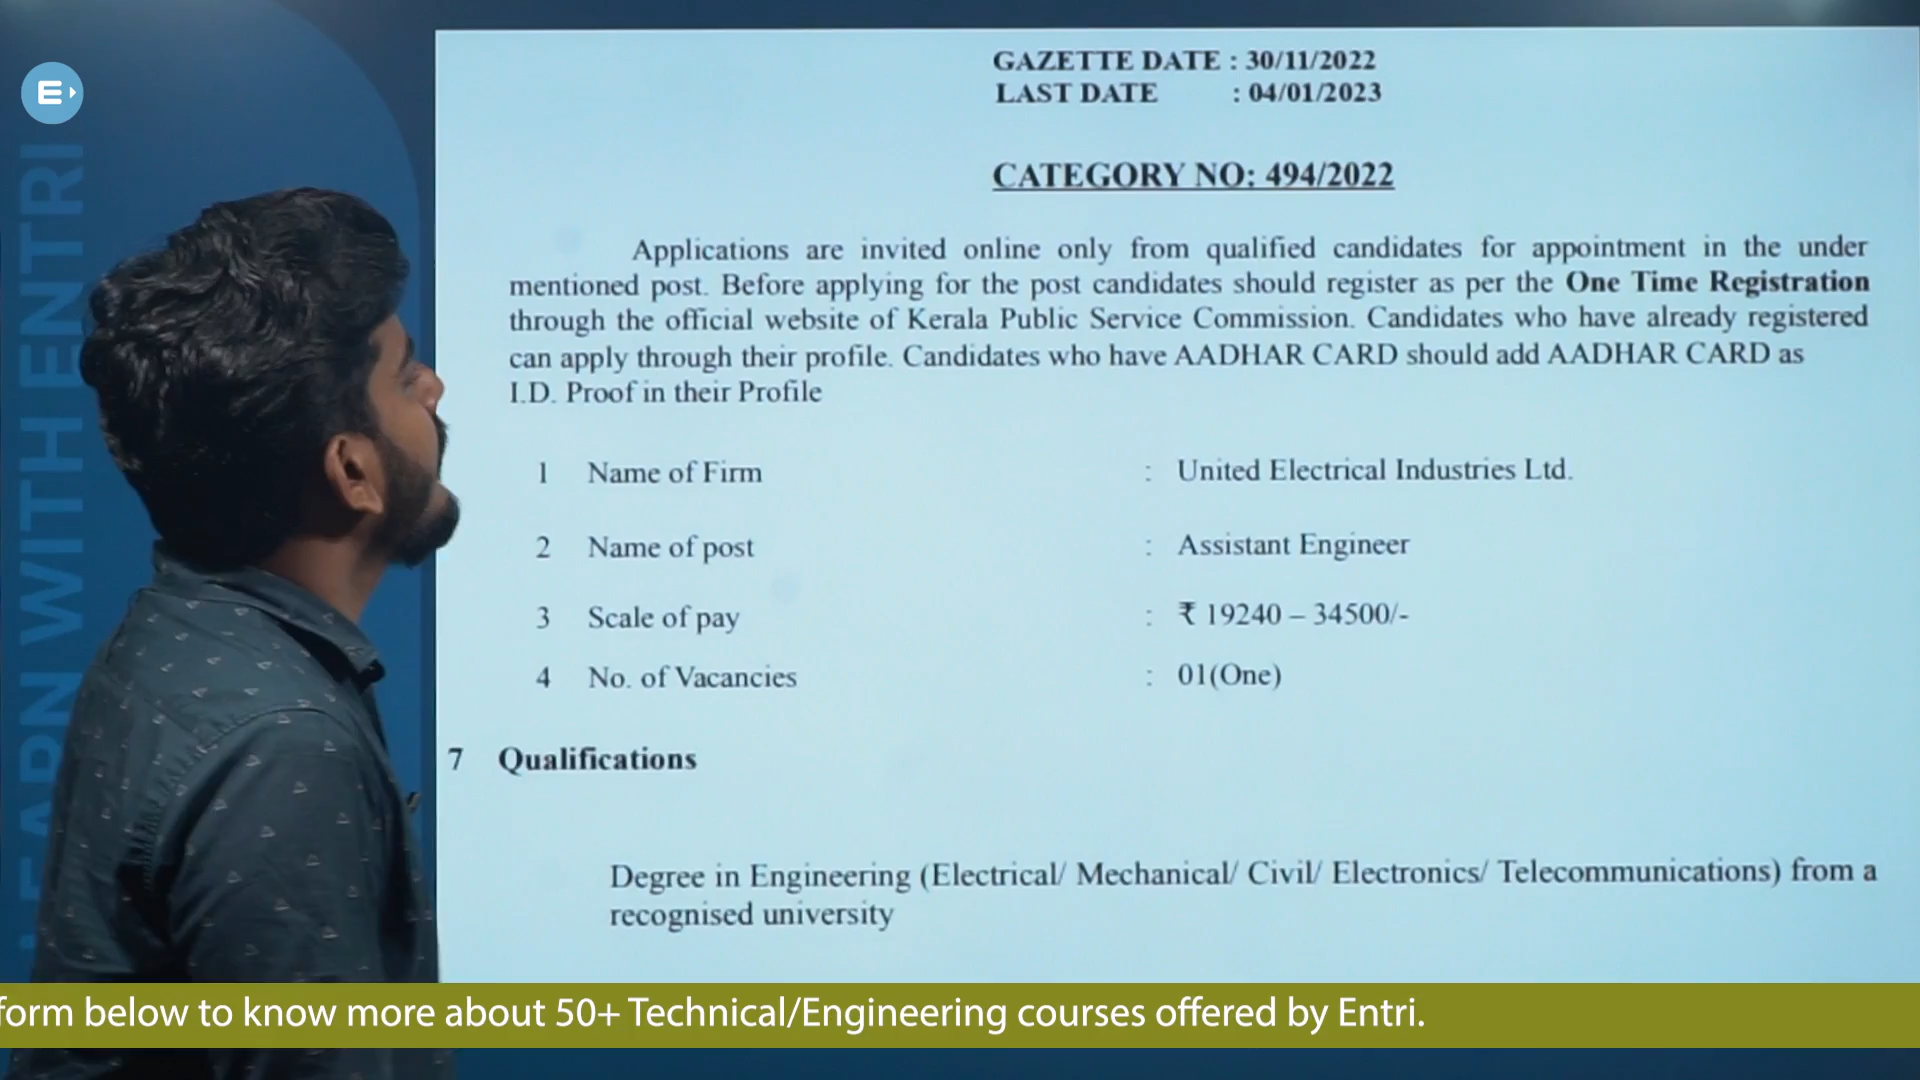 E
LEARN WITH ENTRI
GAZETTE DATE : 30/11/2022
LAST DATE : 04/01/2023
CATEGORY NO: 494/2022
Applications are invited online only from qualified candidates for appointment in the under
mentioned post. Before applying for the post candidates should register as per the One Time Registration
through the official website of Kerala Public Service Commission. Candidates who have already registered
can apply through their profile. Candidates who have AADHAR CARD should add AADHAR CARD as
I.D. Proof in their Profile
1 Name of Firm : United Electrical Industries Ltd.
2 Name of post : Assistant Engineer
3 Scale of pay : ₹ 19240 – 34500/-
4 No. of Vacancies : 01(One)
7 Qualifications
Degree in Engineering (Electrical/ Mechanical/ Civil/ Electronics/ Telecommunications) from a
recognised university
form below to know more about 50+ Technical/Engineering courses offered by Entri.